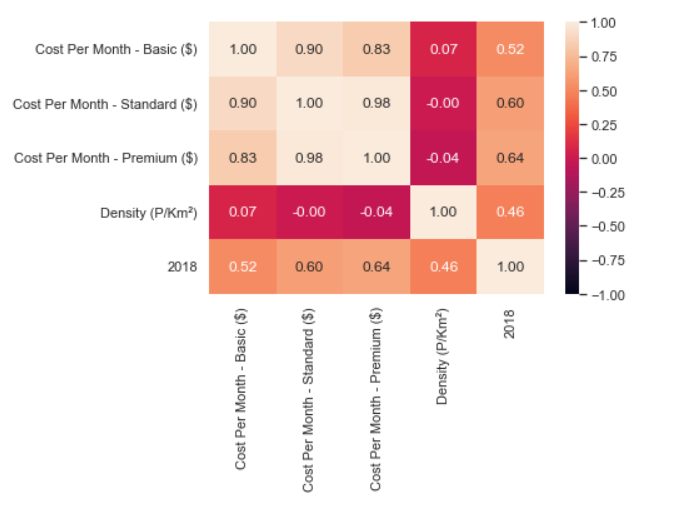 Cost Per Month - Basic ($) 1.00 0.90 0.83 0.07 0.52
Cost Per Month - Standard ($) 0.90 1.00 0.98 -0.00 0.60
Cost Per Month - Premium ($) 0.83 0.98 1.00 -0.04 0.64
Density (P/Km²) 0.07 -0.00 -0.04 1.00 0.46
2018 0.52 0.60 0.64 0.46 1.00
Cost Per Month - Basic ($)
Cost Per Month - Standard ($)
Cost Per Month - Premium ($)
Density (P/Km²)
2018
1.00
0.75
0.50
0.25
0.00
−0.25
−0.50
−0.75
−1.00